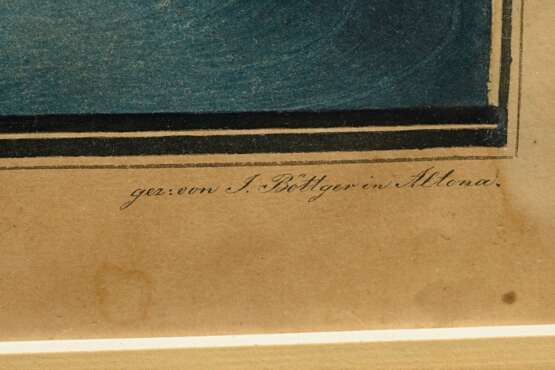 gez: von J. Böttger in Altona.